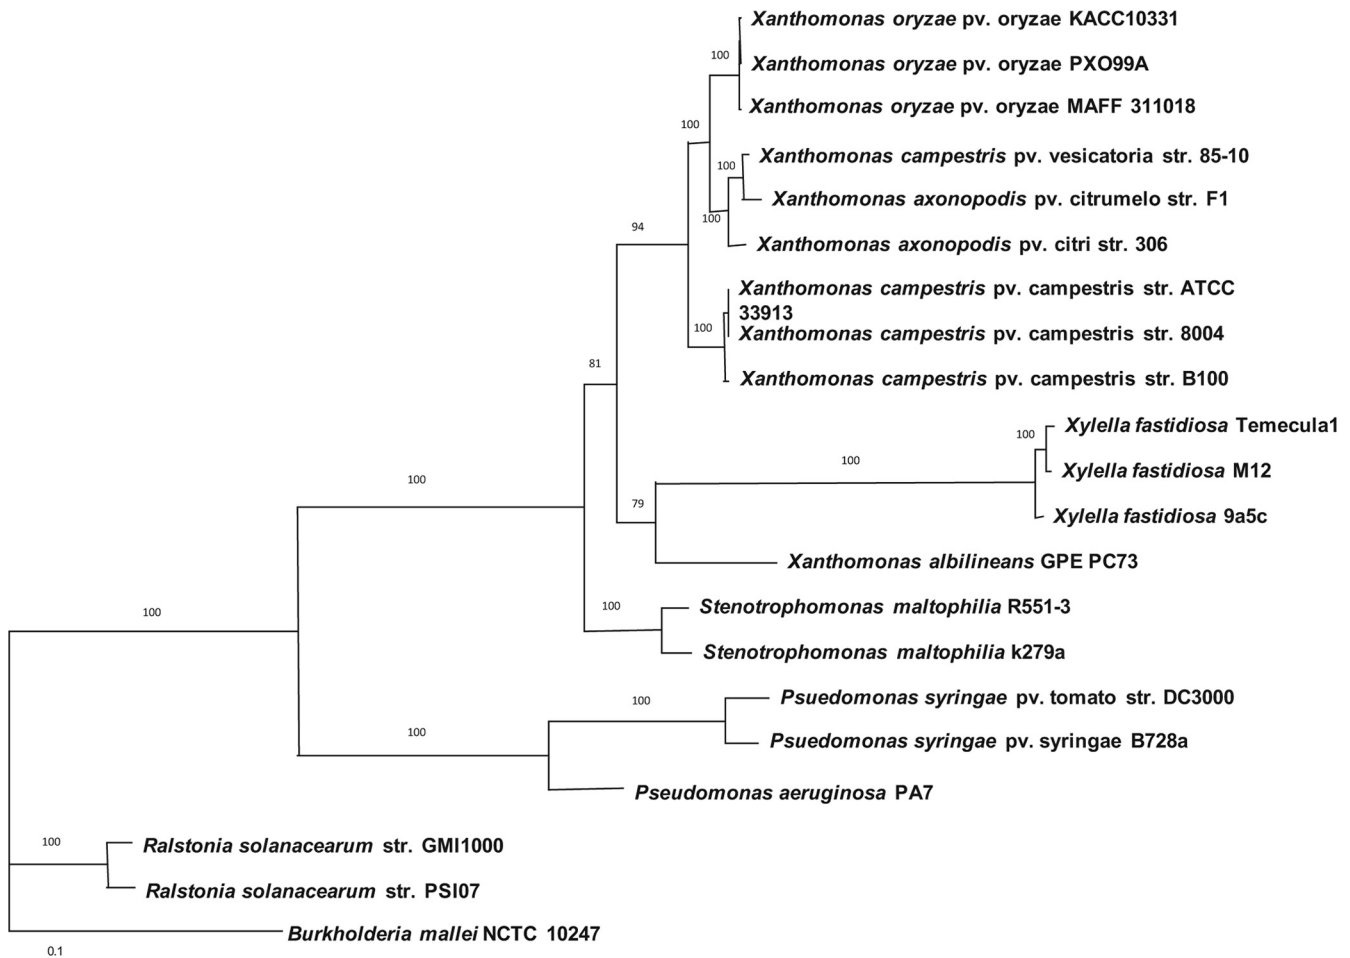 Xanthomonas oryzae pv. oryzae KACC10331
100
Xanthomonas oryzae pv. oryzae PXO99A
Xanthomonas oryzae pv. oryzae MAFF 311018
100
Xanthomonas campestris pv. vesicatoria str. 85-10
100
Xanthomonas axonopodis pv. citrumelo str. F1
100
94
Xanthomonas axonopodis pv. citri str. 306
Xanthomonas campestris pv. campestris str. ATCC
33913
100
Xanthomonas campestris pv. campestris str. 8004
81
Xanthomonas campestris pv. campestris str. B100
Xylella fastidiosa Temecula1
100
100
Xylella fastidiosa M12
100
79
Xylella fastidiosa 9a5c
Xanthomonas albilineans GPE PC73
100
100
Stenotrophomonas maltophilia R551-3
Stenotrophomonas maltophilia k279a
100
Psuedomonas syringae pv. tomato str. DC3000
100
Psuedomonas syringae pv. syringae B728a
Pseudomonas aeruginosa PA7
100
Ralstonia solanacearum str. GMI1000
Ralstonia solanacearum str. PSI07
Burkholderia mallei NCTC 10247
0.1